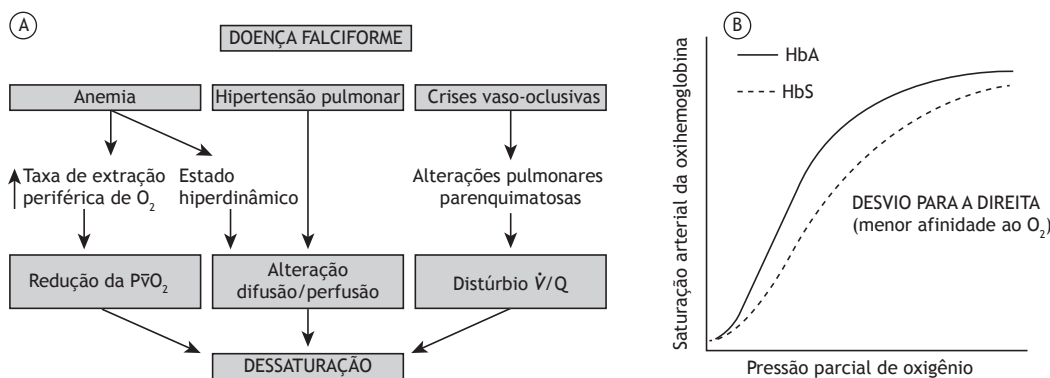 A
DOENÇA FALCIFORME
Anemia
Hipertensão pulmonar
Crises vaso-oclusivas
Taxa de extração
periférica de O₂
Estado
hiperdinâmico
Alterações pulmonares
parenquimatosas
Redução da Pv̄O₂
Alteração
difusão/perfusão
Distúrbio V̇/Q
DESSATURAÇÃO
B
HbA
HbS
DESVIO PARA A DIREITA
(menor afinidade ao O₂)
Saturação arterial da oxihemoglobina
Pressão parcial de oxigênio